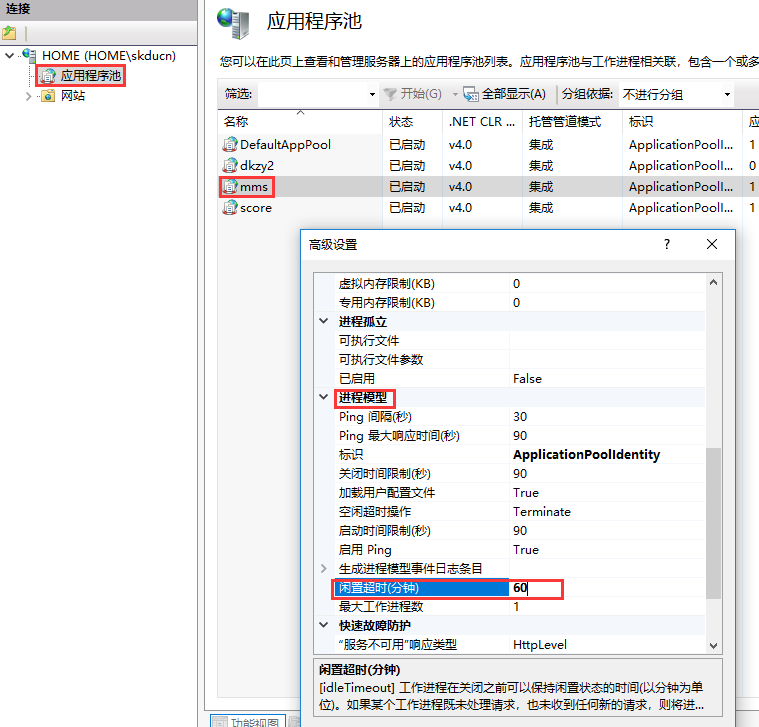 连接
HOME (HOME\skducn)
应用程序池
网站
应用程序池
您可以在此页上查看和管理服务器上的应用程序池列表。应用程序池与工作进程相关联，包含一个或多
筛选: 开始(G) 全部显示(A) 分组依据: 不进行分组
名称 状态 .NET CLR ... 托管管道模式 标识 应
DefaultAppPool 已启动 v4.0 集成 ApplicationPoolI... 1
dkzy2 已启动 v4.0 集成 ApplicationPoolI... 0
mms 已启动 v4.0 集成 ApplicationPoolI... 1
score 已启动 v4.0 集成 ApplicationPoolI... 1
高级设置 ?
虚拟内存限制(KB) 0
专用内存限制(KB) 0
进程孤立
可执行文件
可执行文件参数
已启用 False
进程模型
Ping 间隔(秒) 30
Ping 最大响应时间(秒) 90
标识 ApplicationPoolIdentity
关闭时间限制(秒) 90
加载用户配置文件 True
空闲超时操作 Terminate
启动时间限制(秒) 90
启用 Ping True
生成进程模型事件日志条目
闲置超时(分钟) 60
最大工作进程数 1
快速故障防护
“服务不可用”响应类型 HttpLevel
闲置超时(分钟)
[idleTimeout] 工作进程在关闭之前可以保持闲置状态的时间(以分钟为单
位)。如果某个工作进程既未处理请求，也未收到任何新的请求，则将进...
功能视图